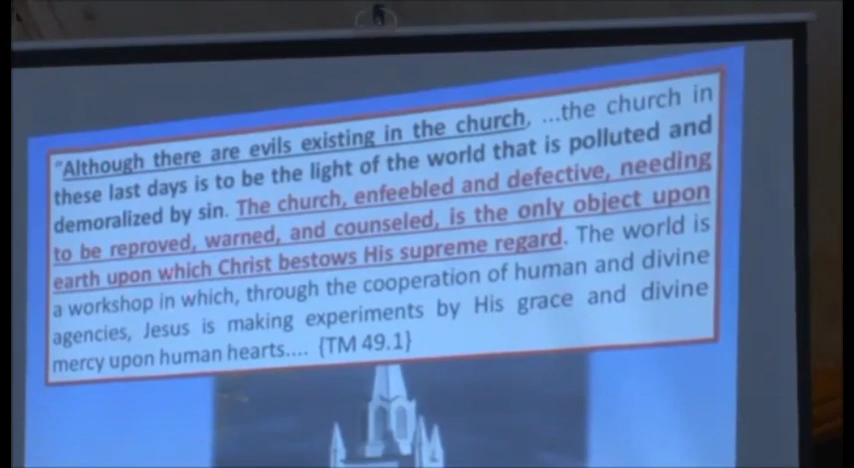 "Although there are evils existing in the church, ...the church in
these last days is to be the light of the world that is polluted and
demoralized by sin. The church, enfeebled and defective, needing
to be reproved, warned, and counseled, is the only object upon
earth upon which Christ bestows His supreme regard. The world is
a workshop in which, through the cooperation of human and divine
agencies, Jesus is making experiments by His grace and divine
mercy upon human hearts.... {TM 49.1}